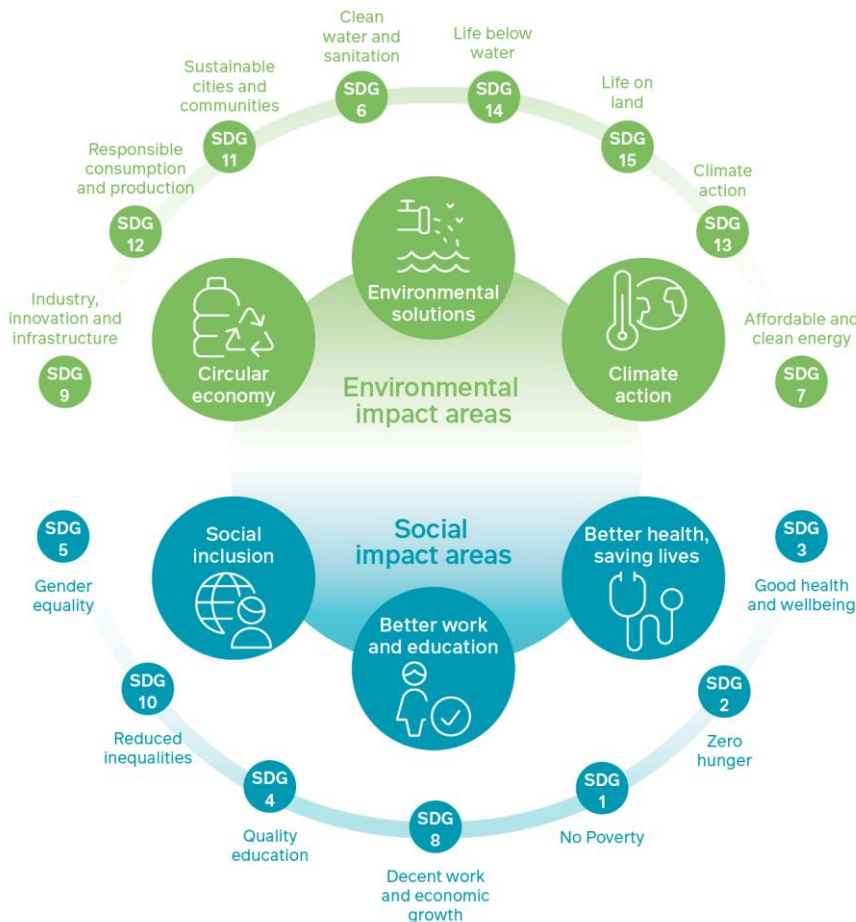 Clean
water and
sanitation
SDG
6
Life below
water
SDG
14
Sustainable
cities and
communities
SDG
11
Life on
land
SDG
15
Responsible
consumption
and production
SDG
12
Climate
action
SDG
13
Industry,
innovation and
infrastructure
SDG
9
Affordable and
clean energy
SDG
7
Environmental
solutions
Circular
economy
Climate
action
Environmental
impact areas
Social
impact areas
Social
inclusion
Better work
and education
Better health,
saving lives
SDG
5
Gender
equality
SDG
3
Good health
and wellbeing
SDG
10
Reduced
inequalities
SDG
2
Zero
hunger
SDG
4
Quality
education
SDG
1
No Poverty
SDG
8
Decent work
and economic
growth